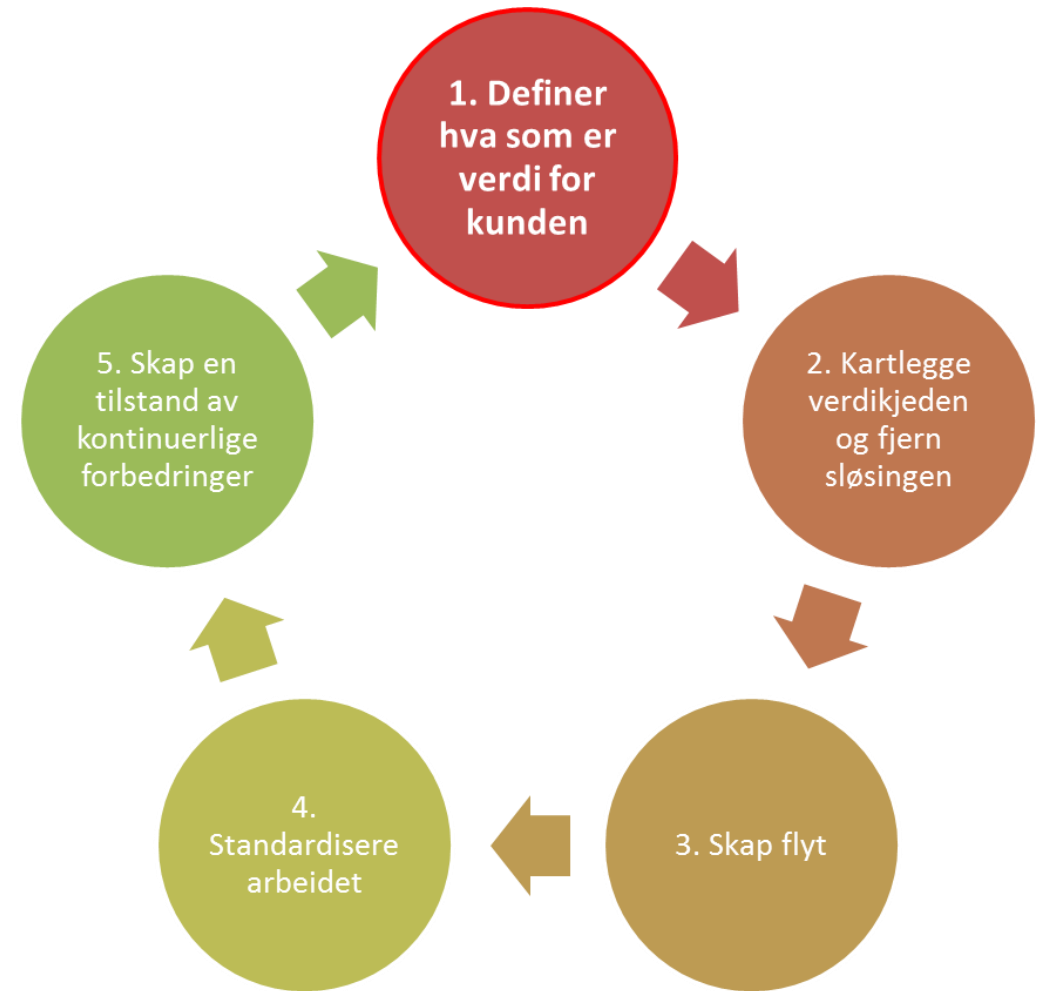 1. Definer
hva som er
verdi for
kunden
2. Kartlegge
verdikjeden
og fjern
sløsingen
3. Skap flyt
4.
Standardisere
arbeidet
5. Skap en
tilstand av
kontinuerlige
forbedringer